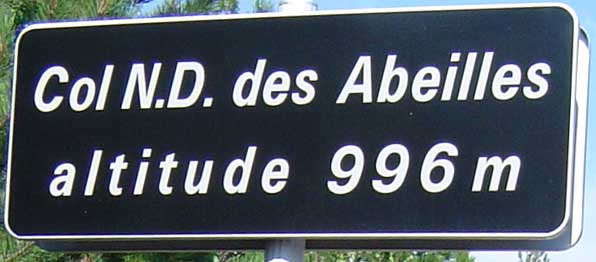 Col N.D. des Abeilles
altitude 996 m